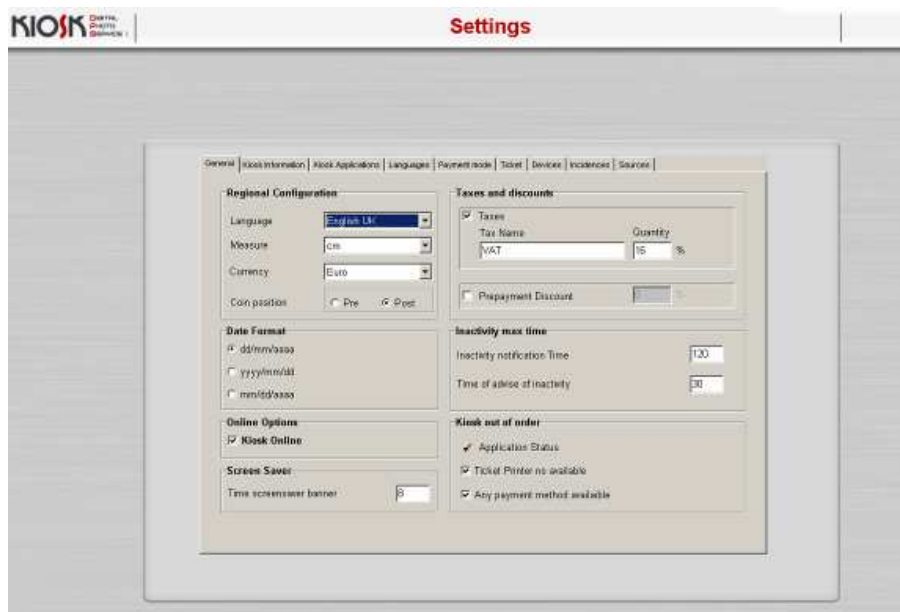 KIOSK DIGITAL PHOTO SERVICE
Settings
General Kiosk Information Kiosk Applications Languages Payment mode Ticket Devices Incidences Sources
Regional Configuration
Language English UK
Measure cm
Currency Euro
Coin position Pre Post
Date Format
dd/mm/aaaa
yyyy/mm/dd
mm/dd/aaaa
Online Options
Kiosk Online
Screen Saver
Time screenswer banner 8
Taxes and discounts
Taxes
Tax Name Quantity
VAT 16 %
Prepayment Discount %
Inactivity max time
Inactivity notification Time 120
Time of advise of inactivity 30
Kiosk out of order
Application Status
Ticket Printer no available
Any payment method available